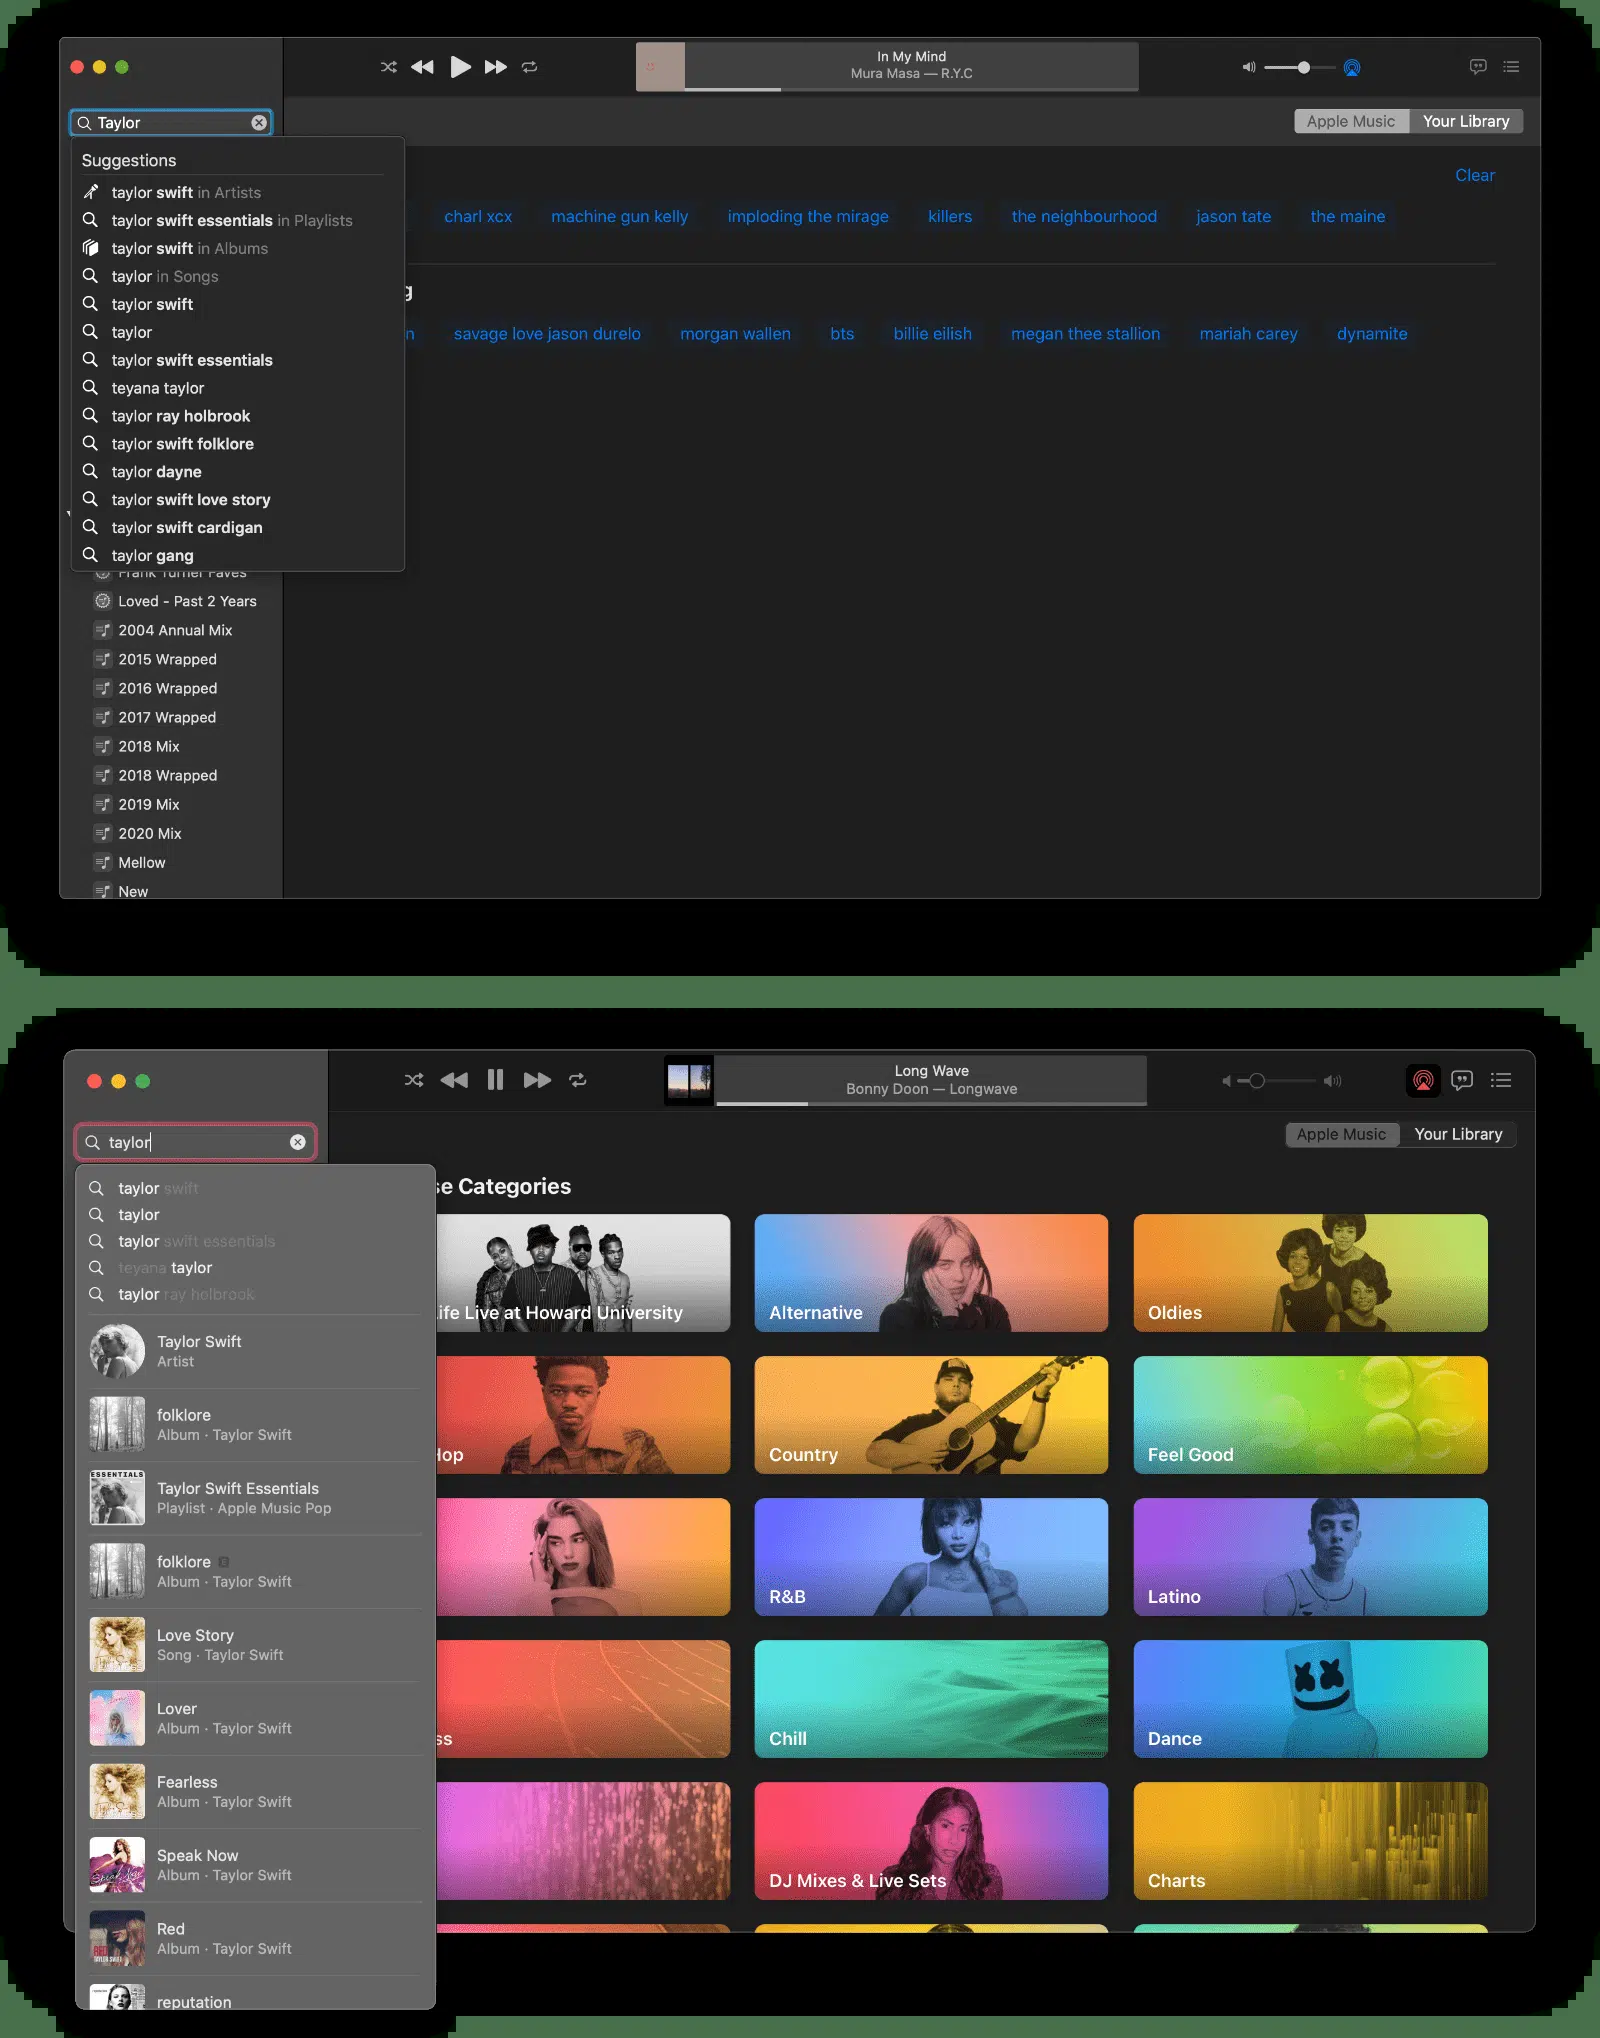 In My Mind
Mura Masa — R.Y.C
Taylor
Apple Music
Your Library
Suggestions
Clear
taylor swift in Artists
taylor swift essentials in Playlists
taylor swift in Albums
taylor in Songs
taylor swift
taylor
taylor swift essentials
teyana taylor
taylor ray holbrook
taylor swift folklore
taylor dayne
taylor swift love story
taylor swift cardigan
taylor gang
charl xcx
machine gun kelly
imploding the mirage
killers
the neighbourhood
jason tate
the maine
g
n
savage love jason durelo
morgan wallen
bts
billie eilish
megan thee stallion
mariah carey
dynamite
Frank Turner Faves
Loved - Past 2 Years
2004 Annual Mix
2015 Wrapped
2016 Wrapped
2017 Wrapped
2018 Mix
2018 Wrapped
2019 Mix
2020 Mix
Mellow
New
Long Wave
Bonny Doon — Longwave
taylor
Apple Music
Your Library
taylor swift
taylor
taylor swift essentials
teyana taylor
taylor ray holbrook
Taylor Swift
Artist
folklore
Album · Taylor Swift
ESSENTIALS
Taylor Swift Essentials
Playlist · Apple Music Pop
folklore E
Album · Taylor Swift
Love Story
Song · Taylor Swift
Lover
Album · Taylor Swift
Fearless
Album · Taylor Swift
Speak Now
Album · Taylor Swift
RED
TAYLOR SWIFT
Red
Album · Taylor Swift
reputation
se Categories
ife Live at Howard University
Alternative
Oldies
Hop
Country
Feel Good
R&B
Latino
ss
Chill
Dance
DJ Mixes & Live Sets
Charts